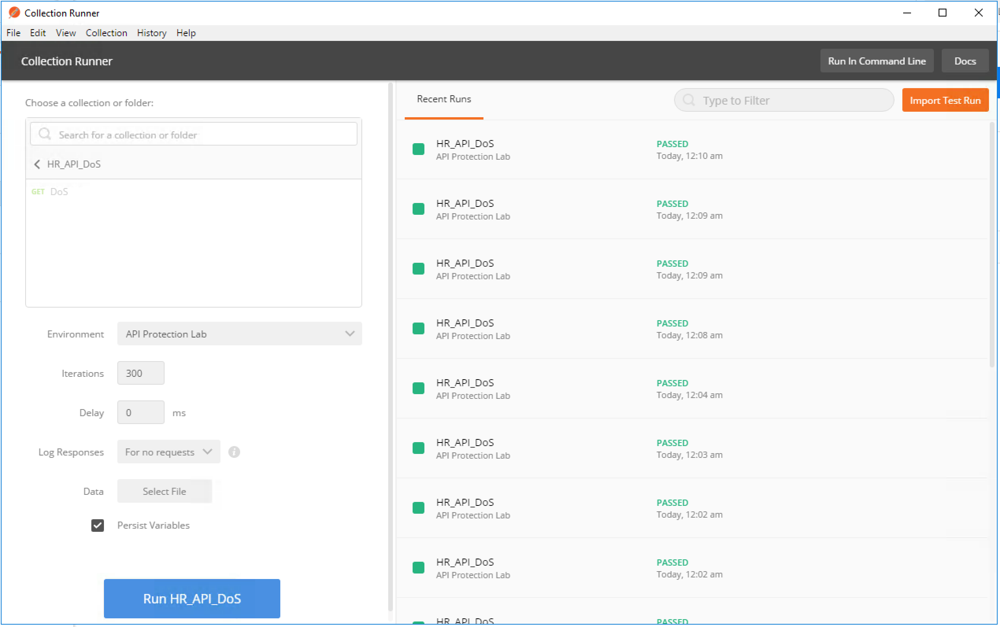 Collection Runner
File Edit View Collection History Help
Collection Runner
Run In Command Line
Docs
Choose a collection or folder:
Search for a collection or folder
HR_API_DoS
GET DoS
Environment API Protection Lab
Iterations 300
Delay 0 ms
Log Responses For no requests
Data Select File
Persist Variables
Run HR_API_DoS
Recent Runs
Type to Filter
Import Test Run
HR_API_DoS PASSED
API Protection Lab Today, 12:10 am
HR_API_DoS PASSED
API Protection Lab Today, 12:09 am
HR_API_DoS PASSED
API Protection Lab Today, 12:09 am
HR_API_DoS PASSED
API Protection Lab Today, 12:08 am
HR_API_DoS PASSED
API Protection Lab Today, 12:04 am
HR_API_DoS PASSED
API Protection Lab Today, 12:03 am
HR_API_DoS PASSED
API Protection Lab Today, 12:02 am
HR_API_DoS PASSED
API Protection Lab Today, 12:02 am
HR_API_DoS PASSED